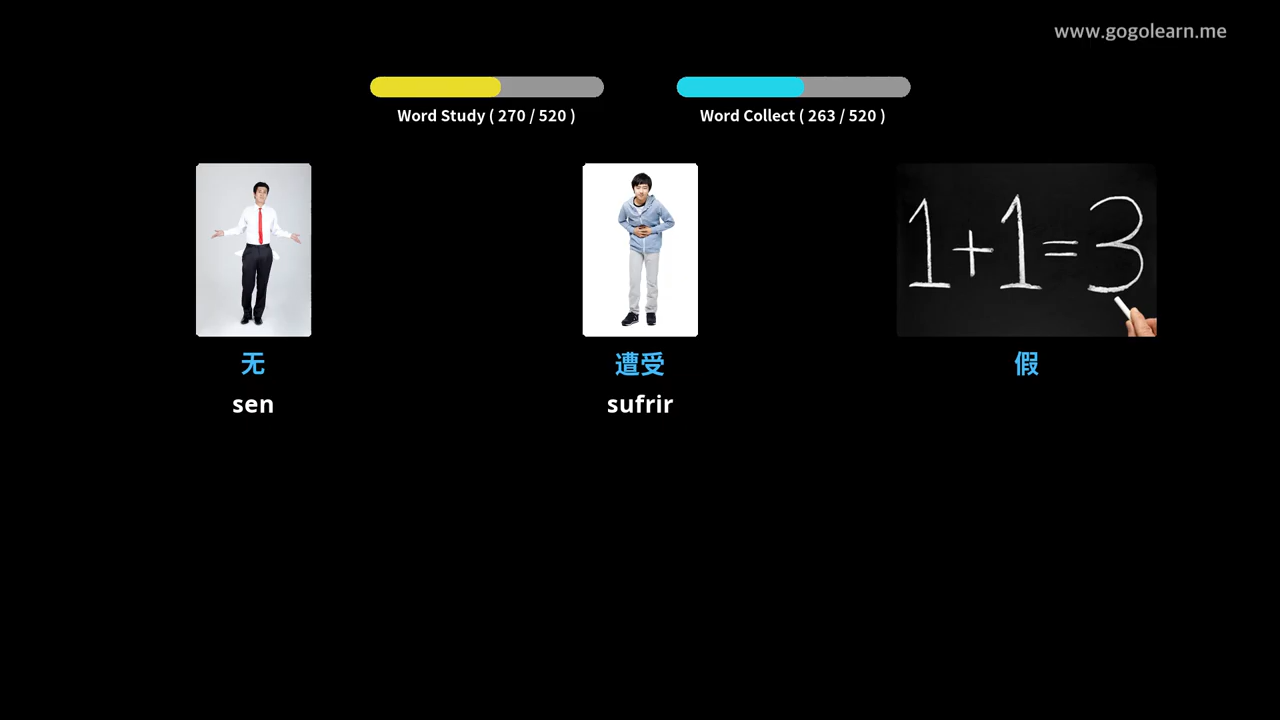 www.gogolearn.me
Word Study ( 270 / 520 )
Word Collect ( 263 / 520 )
1+1=3
无
遭受
假
sen
sufrir